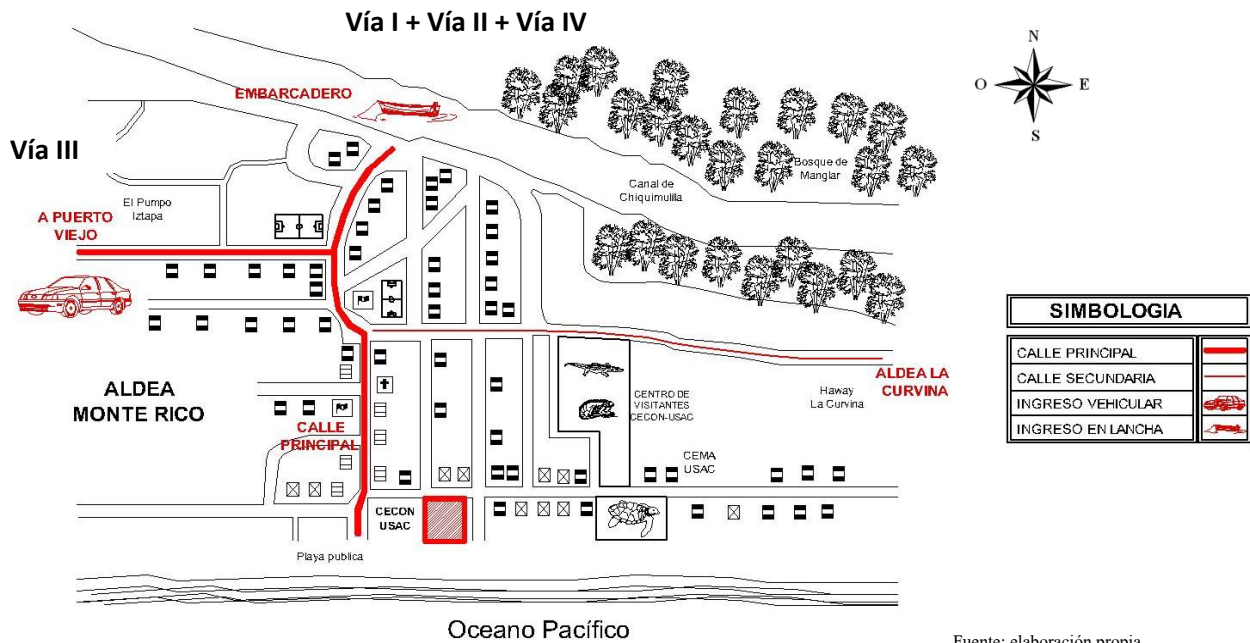 Vía I + Vía II + Vía IV
N
O
E
S
EMBARCADERO
Vía III
Bosque de
Manglar
Canal de
Chiquimulilla
El Pumpo
Iztapa
A PUERTO
VIEJO
SIMBOLOGIA
CALLE PRINCIPAL
CALLE SECUNDARIA
INGRESO VEHICULAR
INGRESO EN LANCHA
ALDEA LA
CURVINA
ALDEA
MONTE RICO
CENTRO DE
VISITANTES
CECON-USAC
Haway
La Curvina
CALLE
PRINCIPAL
CEMA
USAC
CECON
USAC
Playa publica
Oceano Pacífico
Fuente: elaboración propia